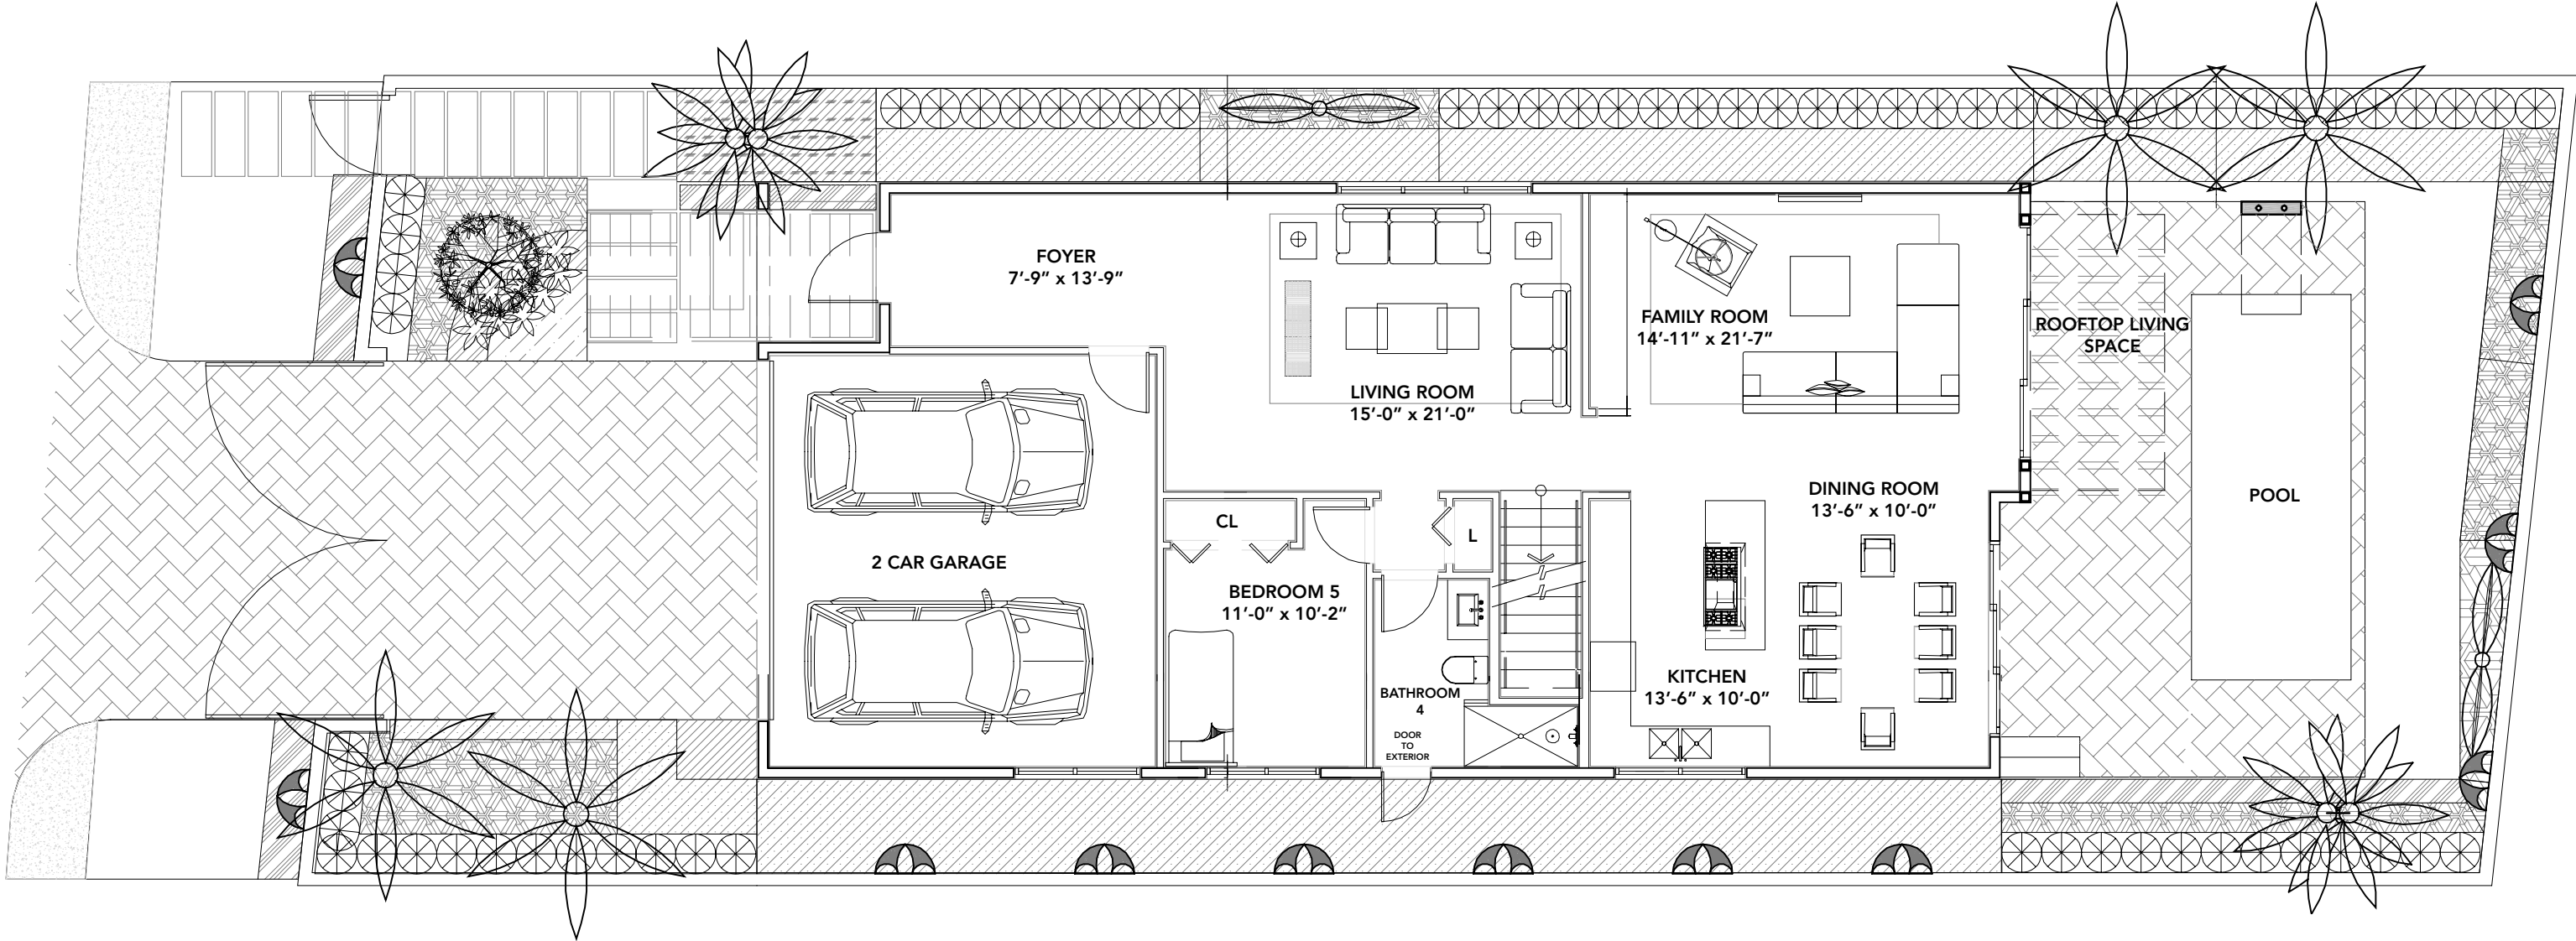 FOYER
7'-9" x 13'-9"
LIVING ROOM
15'-0" x 21'-0"
FAMILY ROOM
14'-11" x 21'-7"
ROOFTOP LIVING
SPACE
POOL
DINING ROOM
13'-6" x 10'-0"
2 CAR GARAGE
CL
L
BEDROOM 5
11'-0" x 10'-2"
BATHROOM
4
DOOR
TO
EXTERIOR
KITCHEN
13'-6" x 10'-0"